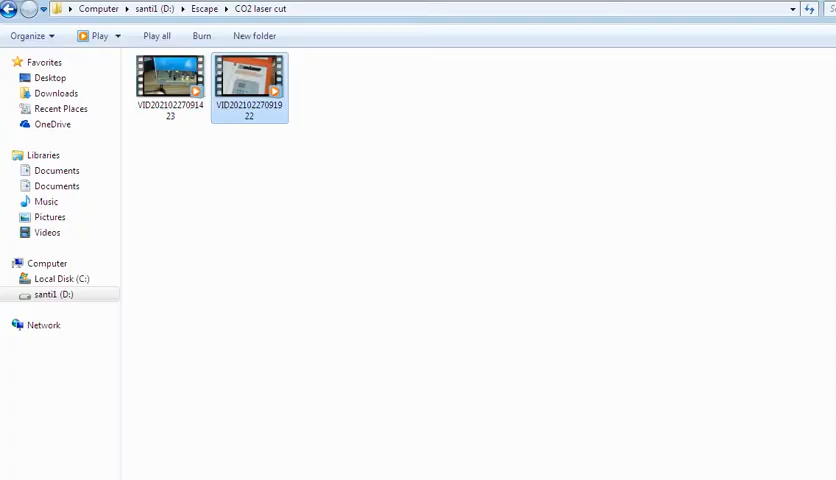 Computer santi1 (D:) Escape CO2 laser cut
Organize Play Play all Burn New folder
Favorites
Desktop
Downloads
Recent Places
OneDrive
Libraries
Documents
Documents
Music
Pictures
Videos
Computer
Local Disk (C:)
santi1 (D:)
Network
VID202102270914
23
VID202102270919
22